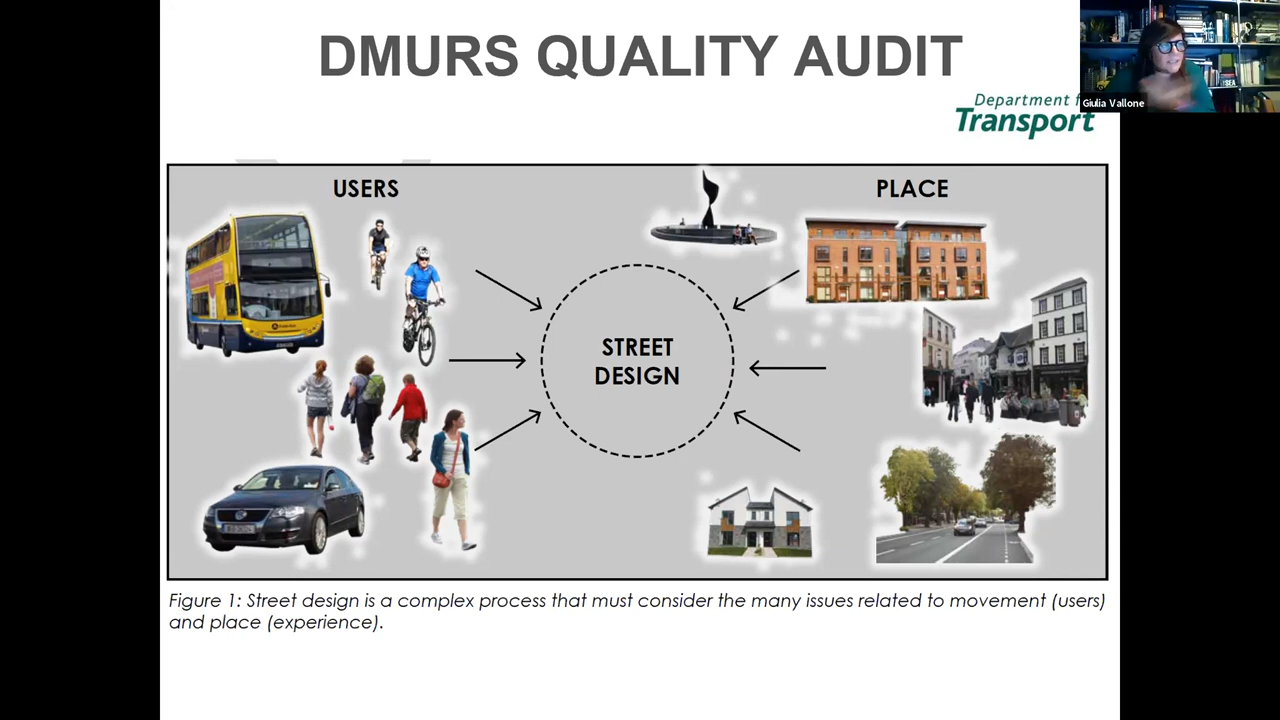 DMURS QUALITY AUDIT
Giulia Vallone
Department f
Transport
USERS
PLACE
STREET
DESIGN
Figure 1: Street design is a complex process that must consider the many issues related to movement (users)
and place (experience).